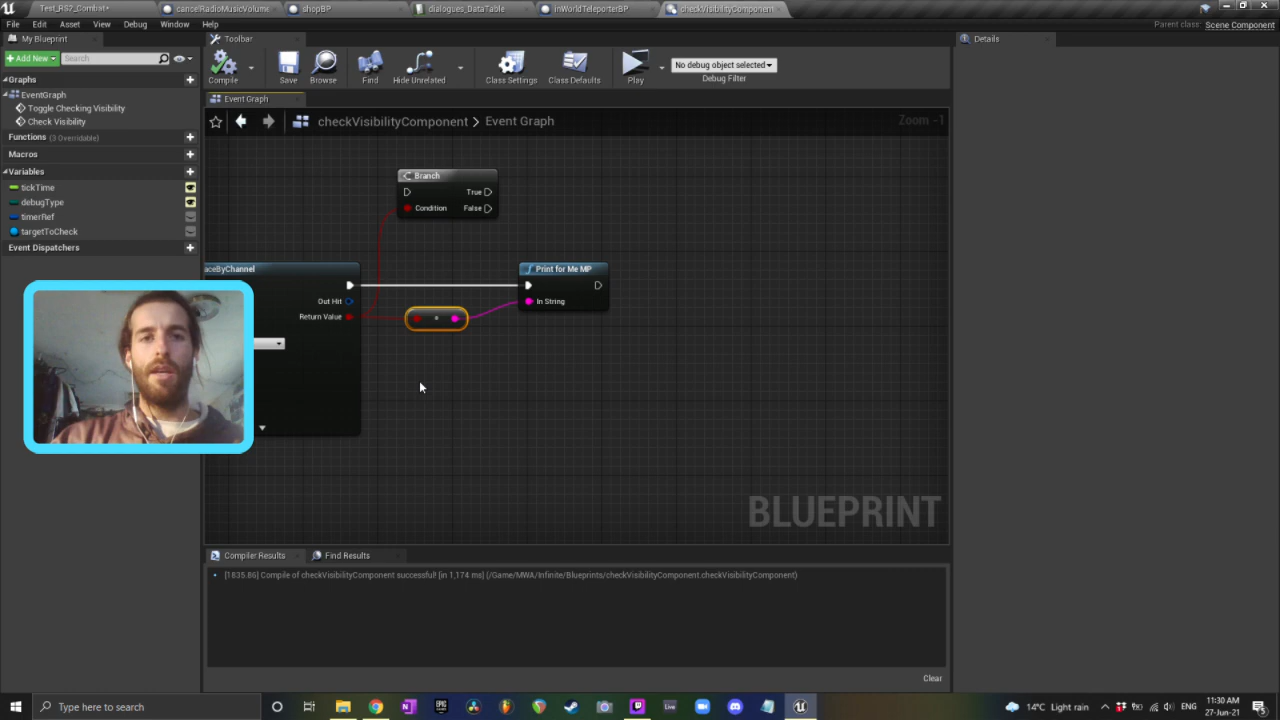 Test_RS2_Combat*
cancelRadioMusicVolume
shopBP
dialogues_DataTable
inWorldTeleporterBP
checkVisibilityComponent
File Edit Asset View Debug Window Help
Parent class: Scene Component
My Blueprint
Toolbar
Details
Add New
Search
Compile
Save
Browse
Find
Hide Unrelated
Class Settings
Class Defaults
Play
No debug object selected
Debug Filter
Graphs
EventGraph
Toggle Checking Visibility
Check Visibility
Functions (3 Overridable)
Macros
Variables
tickTime
debugType
timerRef
targetToCheck
Event Dispatchers
Event Graph
checkVisibilityComponent > Event Graph
Zoom -1
Branch
True
Condition
False
aceByChannel
Out Hit
Return Value
Print for Me MP
In String
BLUEPRINT
Compiler Results
Find Results
[1635.86] Compile of checkVisibilityComponent successful! [in 1,174 ms] (/Game/MWA/Infinite/Blueprints/checkVisibilityComponent.checkVisibilityComponent)
Clear
Type here to search
Live
14°C Light rain
ENG
11:30 AM
27-Jun-21